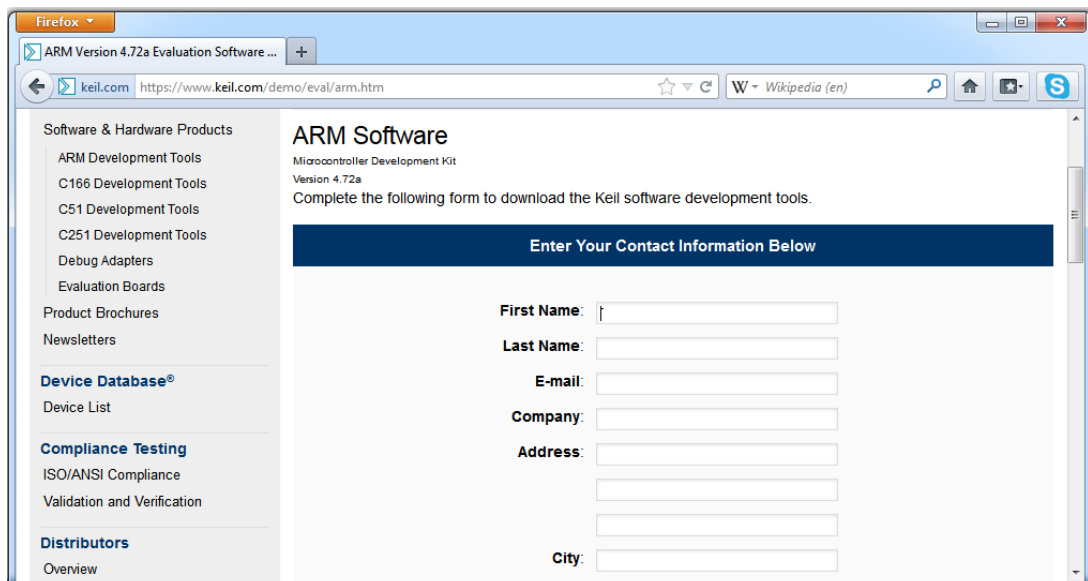 Firefox
ARM Version 4.72a Evaluation Software ...
keil.com https://www.keil.com/demo/eval/arm.htm
W Wikipedia (en)
Software & Hardware Products
ARM Development Tools
C166 Development Tools
C51 Development Tools
C251 Development Tools
Debug Adapters
Evaluation Boards
Product Brochures
Newsletters
Device Database®
Device List
Compliance Testing
ISO/ANSI Compliance
Validation and Verification
Distributors
Overview
ARM Software
Microcontroller Development Kit
Version 4.72a
Complete the following form to download the Keil software development tools.
Enter Your Contact Information Below
First Name:
Last Name:
E-mail:
Company:
Address:
City: